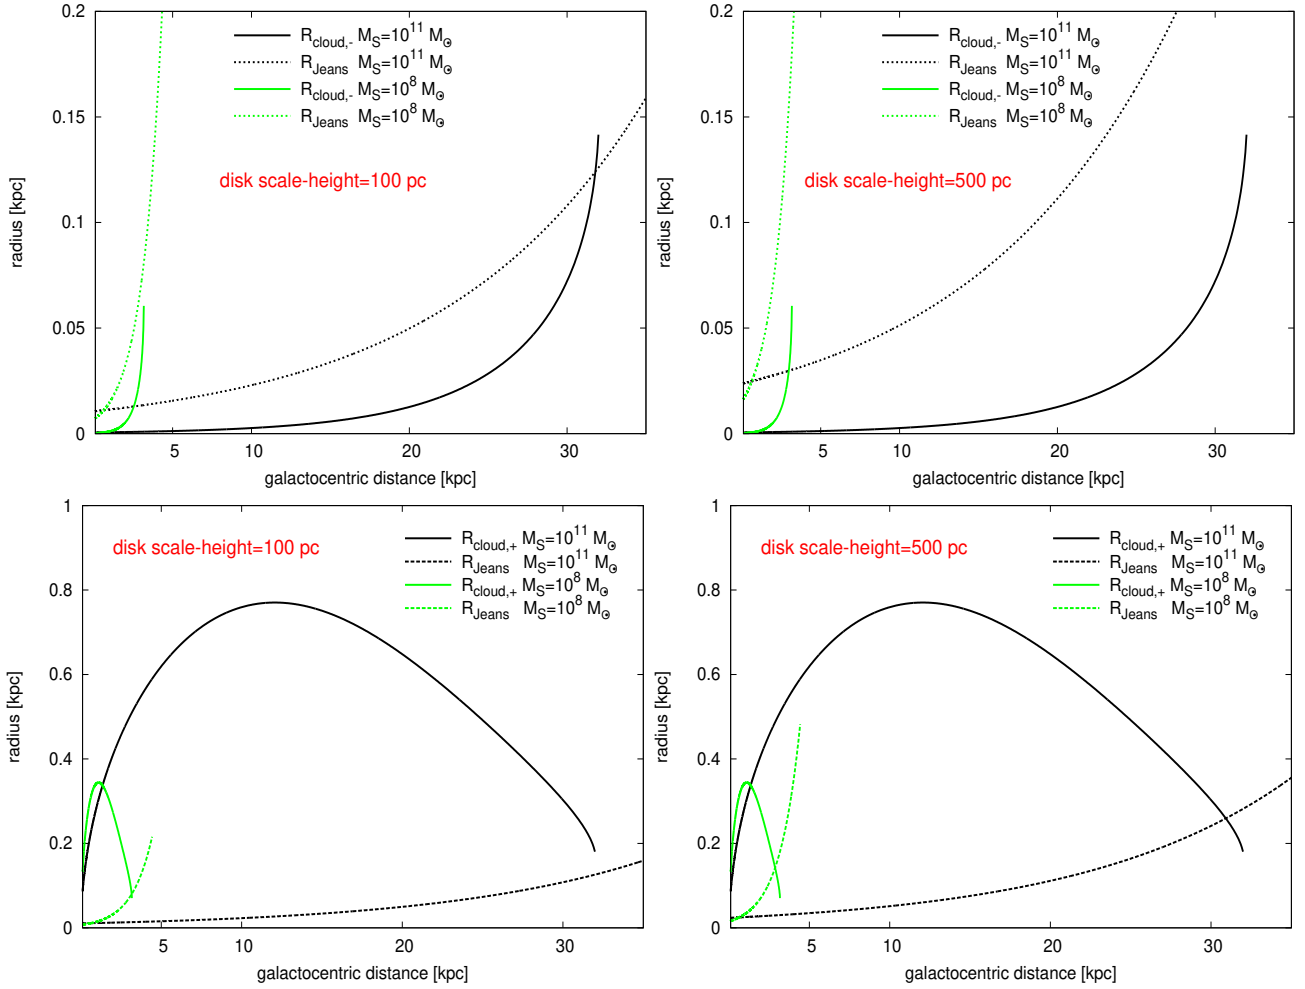 0.2
0.15
0.1
0.05
0
radius [kpc]
R_cloud,- M_S=10^11 M_⊙
R_Jeans M_S=10^11 M_⊙
R_cloud,- M_S=10^8 M_⊙
R_Jeans M_S=10^8 M_⊙
disk scale-height=100 pc
5 10 20 30
galactocentric distance [kpc]
0.2
0.15
0.1
0.05
0
radius [kpc]
R_cloud,- M_S=10^11 M_⊙
R_Jeans M_S=10^11 M_⊙
R_cloud,- M_S=10^8 M_⊙
R_Jeans M_S=10^8 M_⊙
disk scale-height=500 pc
5 10 20 30
galactocentric distance [kpc]
1
0.8
0.6
0.4
0.2
0
radius [kpc]
disk scale-height=100 pc
R_cloud,+ M_S=10^11 M_⊙
R_Jeans M_S=10^11 M_⊙
R_cloud,+ M_S=10^8 M_⊙
R_Jeans M_S=10^8 M_⊙
5 10 20 30
galactocentric distance [kpc]
1
0.8
0.6
0.4
0.2
0
radius [kpc]
disk scale-height=500 pc
R_cloud,+ M_S=10^11 M_⊙
R_Jeans M_S=10^11 M_⊙
R_cloud,+ M_S=10^8 M_⊙
R_Jeans M_S=10^8 M_⊙
5 10 20 30
galactocentric distance [kpc]